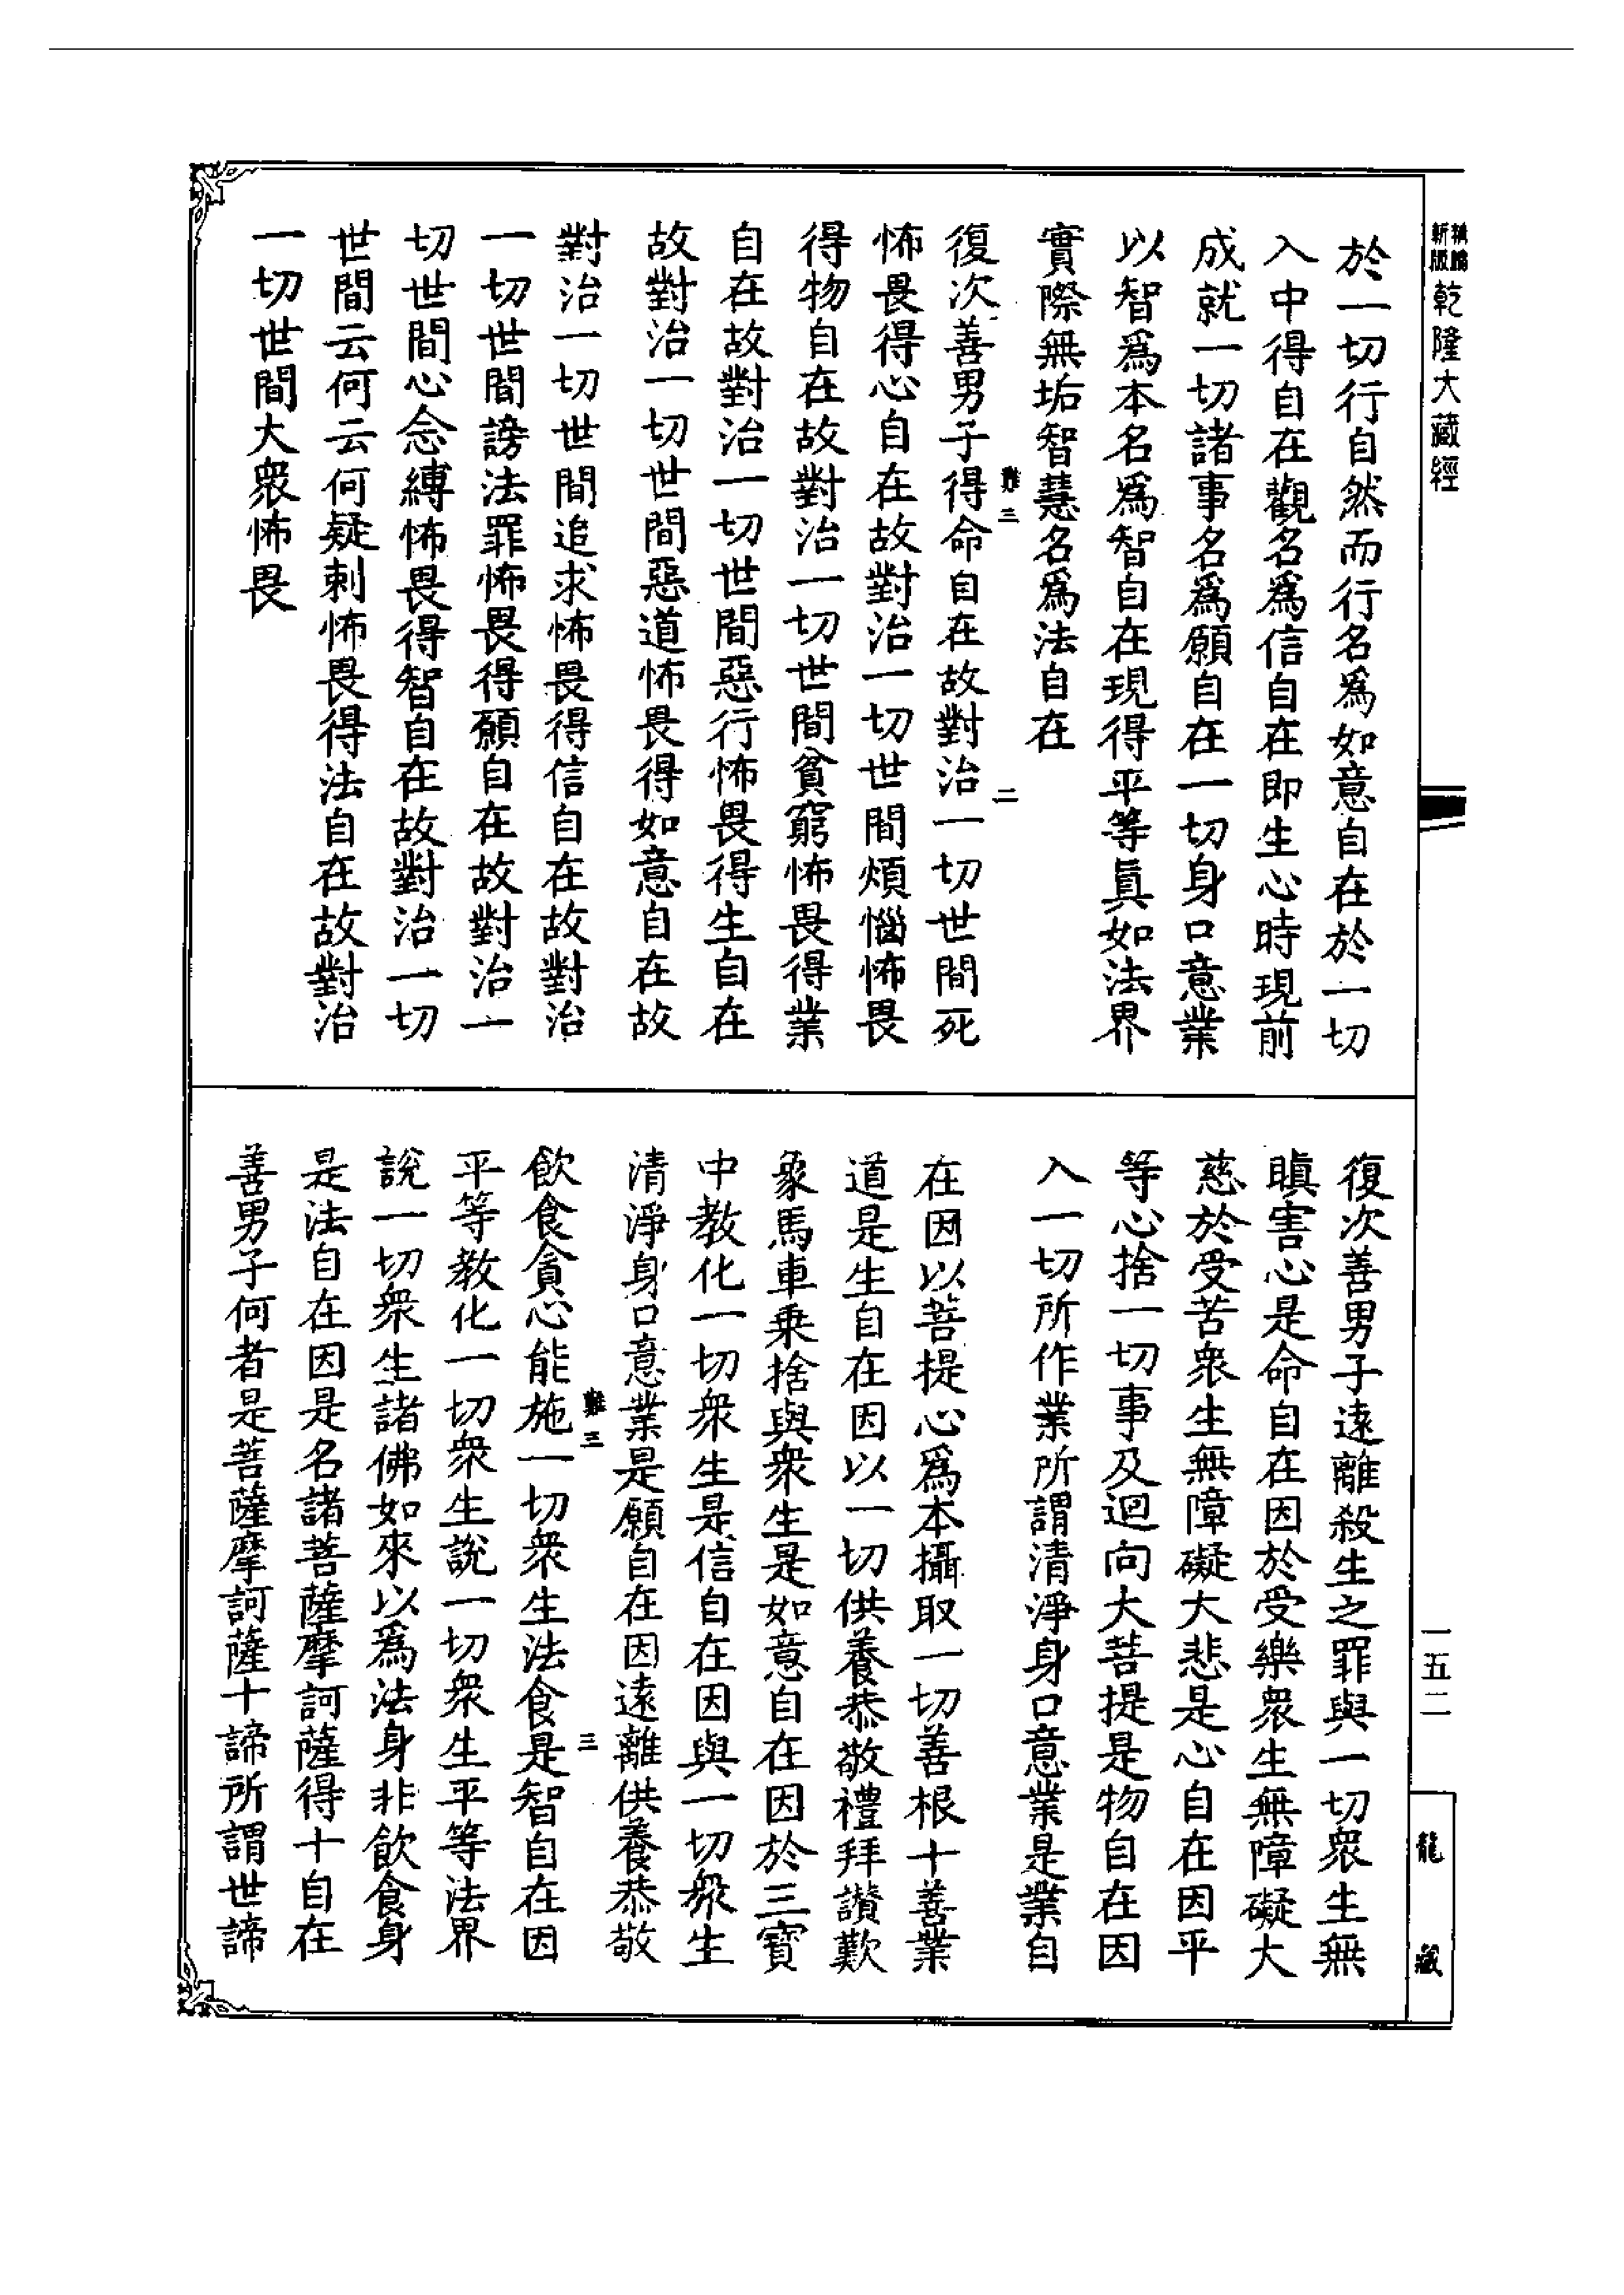 新版
乾隆大藏經
於一切行自然而行名爲如意自在於一切
入中得自在觀名爲信自在即生心時現前
成就一切諸事名爲願自在一切身口意業
以智爲本名爲智自在現得平等眞如法界
實際無垢智慧名爲法自在
難三
二
復次善男子得命自在故對治一切世間死
怖畏得心自在故對治一切世間煩惱怖畏
得物自在故對治一切世間貧窮怖畏得業
自在故對治一切世間惡行怖畏得生自在
故對治一切世間惡道怖畏得如意自在故
對治一切世間追求怖畏得信自在故對治
一切世間謗法罪怖畏得願自在故對治一
切世間心念縛怖畏得智自在故對治一切
世間云何云何疑刺怖畏得法自在故對治
一切世間大衆怖畏
一五二
龍藏
復次善男子遠離殺生之罪與一切衆生無
瞋害心是命自在因於受樂衆生無障礙大
慈於受苦衆生無障礙大悲是心自在因平
等心捨一切事及迴向大菩提是物自在因
入一切所作業所謂清淨身口意業是業自
在因以菩提心爲本攝取一切善根十善業
道是生自在因以一切供養恭敬禮拜讚歎
象馬車乘捨與衆生是如意自在因於三寶
中教化一切衆生是信自在因與一切衆生
清淨身口意業是願自在因遠離供養恭敬
難三
三
飲食貪心能施一切衆生法食是智自在因
平等教化一切衆生說一切衆生平等法界
說一切衆生諸佛如來以爲法身非飲食身
是法自在因是名諸菩薩摩訶薩得十自在
善男子何者是菩薩摩訶薩十諦所謂世諦